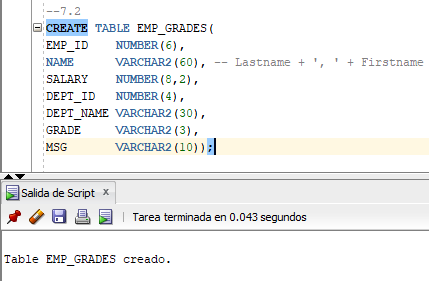 --7.2
CREATE TABLE EMP_GRADES(
EMP_ID    NUMBER(6),
NAME      VARCHAR2(60), -- Lastname + ', ' + Firstname
SALARY    NUMBER(8,2),
DEPT_ID   NUMBER(4),
DEPT_NAME VARCHAR2(30),
GRADE     VARCHAR2(3),
MSG       VARCHAR2(10));
Salida de Script x
Tarea terminada en 0.043 segundos
Table EMP_GRADES creado.